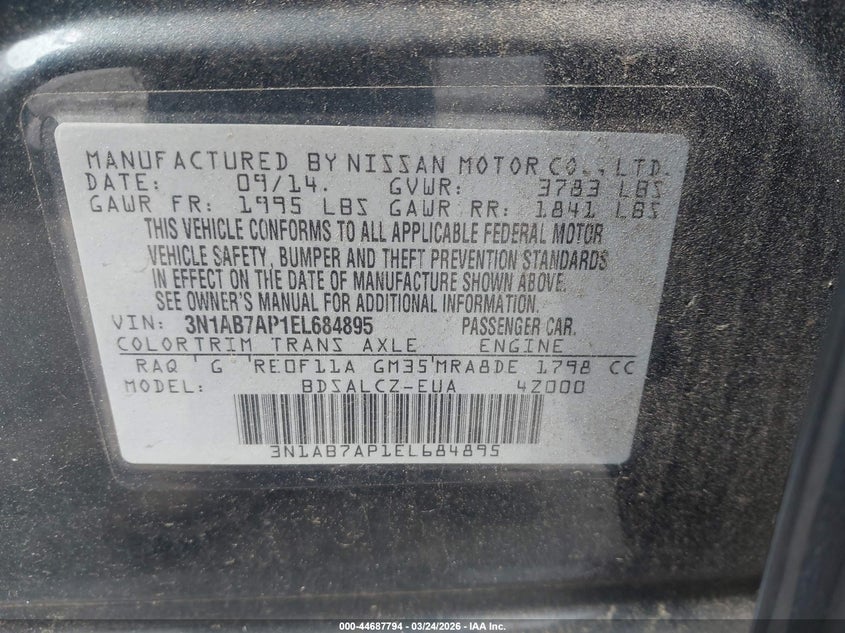 MANUFACTURED BY NISSAN MOTOR CO., LTD.
DATE: 09/14. GVWR: 3783 LBS
GAWR FR: 1995 LBS GAWR RR: 1841 LBS
THIS VEHICLE CONFORMS TO ALL APPLICABLE FEDERAL MOTOR
VEHICLE SAFETY, BUMPER AND THEFT PREVENTION STANDARDS
IN EFFECT ON THE DATE OF MANUFACTURE SHOWN ABOVE.
SEE OWNER'S MANUAL FOR ADDITIONAL INFORMATION.
VIN: 3N1AB7AP1EL684895 PASSENGER CAR.
COLOR TRIM TRANS AXLE ENGINE
RAQ G RE0F11A GM35 MRA8DE 1798 CC
MODEL: BDSALCZ-EUA 4Z000
3N1AB7AP1EL684895
000-44687794 - 03/24/2026 - IAA Inc.